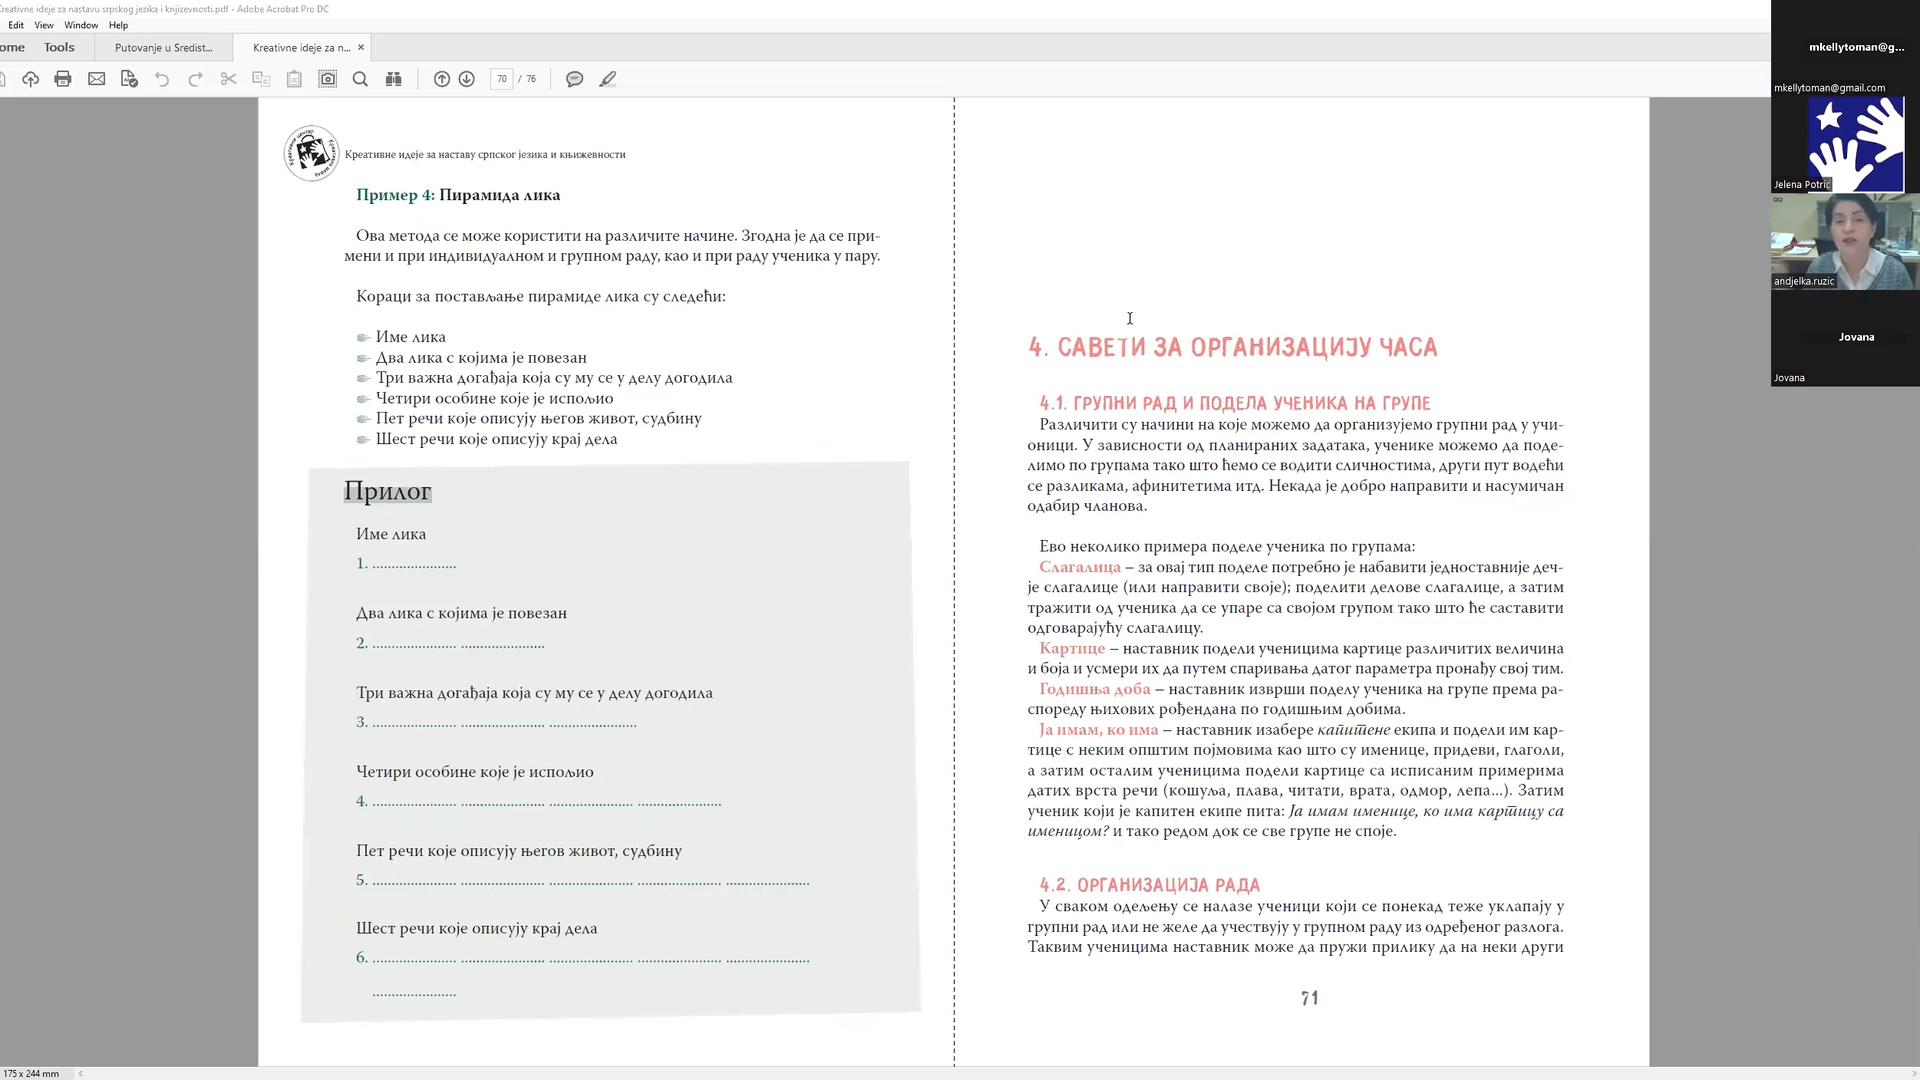 Creative ideje za nastavu srpskog jezika i knjizevnosti.pdf - Adobe Acrobat Pro DC
Edit View Window Help
ome Tools Putovanje u Sredist... Kreativne ideje za n... ×
70 / 76
Креативне идеје за наставу српског језика и књижевности
Пример 4: Пирамида лика
Ова метода се може користити на различите начине. Згодна је да се при-
мени и при индивидуалном и групном раду, као и при раду ученика у пару.
Кораци за постављање пирамиде лика су следећи:
Име лика
Два лика с којима је повезан
Три важна догађаја која су му се у делу догодила
Четири особине које је испољио
Пет речи које описују његов живот, судбину
Шест речи које описују крај дела
Прилог
Име лика
1. .....................
Два лика с којима је повезан
2. ..................... .....................
Три важна догађаја која су му се у делу догодила
3. ..................... ..................... .....................
Четири особине које је испољио
4. ..................... ..................... ..................... .....................
Пет речи које описују његов живот, судбину
5. ..................... ..................... ..................... ..................... .....................
Шест речи које описују крај дела
6. ..................... ..................... ..................... ..................... .....................
.....................
4. САВЕТИ ЗА ОРГАНИЗАЦИЈУ ЧАСА
4.1. ГРУПНИ РАД И ПОДЕЛА УЧЕНИКА НА ГРУПЕ
Различити су начини на које можемо да организујемо групни рад у учи-
оници. У зависности од планираних задатака, ученике можемо да поде-
лимо по групама тако што ћемо се водити сличностима, други пут водећи
се разликама, афинитетима итд. Некада је добро направити и насумичан
одабир чланова.
Ево неколико примера поделе ученика по групама:
Слагалица – за овај тип поделе потребно је набавити једноставније деч-
је слагалице (или направити своје); поделити делове слагалице, а затим
тражити од ученика да се упаре са својом групом тако што ће саставити
одговарајућу слагалицу.
Картице – наставник подели ученицима картице различитих величина
и боја и усмери их да путем спаривања датог параметра пронађу свој тим.
Годишња доба – наставник изврши поделу ученика на групе према ра-
спореду њихових рођендана по годишњим добима.
Ја имам, ко има – наставник изабере капитене екипа и подели им кар-
тице с неким општим појмовима као што су именице, придеви, глаголи,
а затим осталим ученицима подели картице са исписаним примерима
датих врста речи (кошуља, плава, читати, врата, одмор, лепа...). Затим
ученик који је капитен екипе пита: Ја имам именице, ко има картицу са
именицом? и тако редом док се све групе не споје.
4.2. ОРГАНИЗАЦИЈА РАДА
У сваком одељењу се налазе ученици који се понекад теже уклапају у
групни рад или не желе да учествују у групном раду из одређеног разлога.
Таквим ученицима наставник може да пружи прилику да на неки други
71
175 x 244 mm
mkellytoman@g...
mkellytoman@gmail.com
Jelena Potrić
andjelka.ruzic
Jovana
Jovana